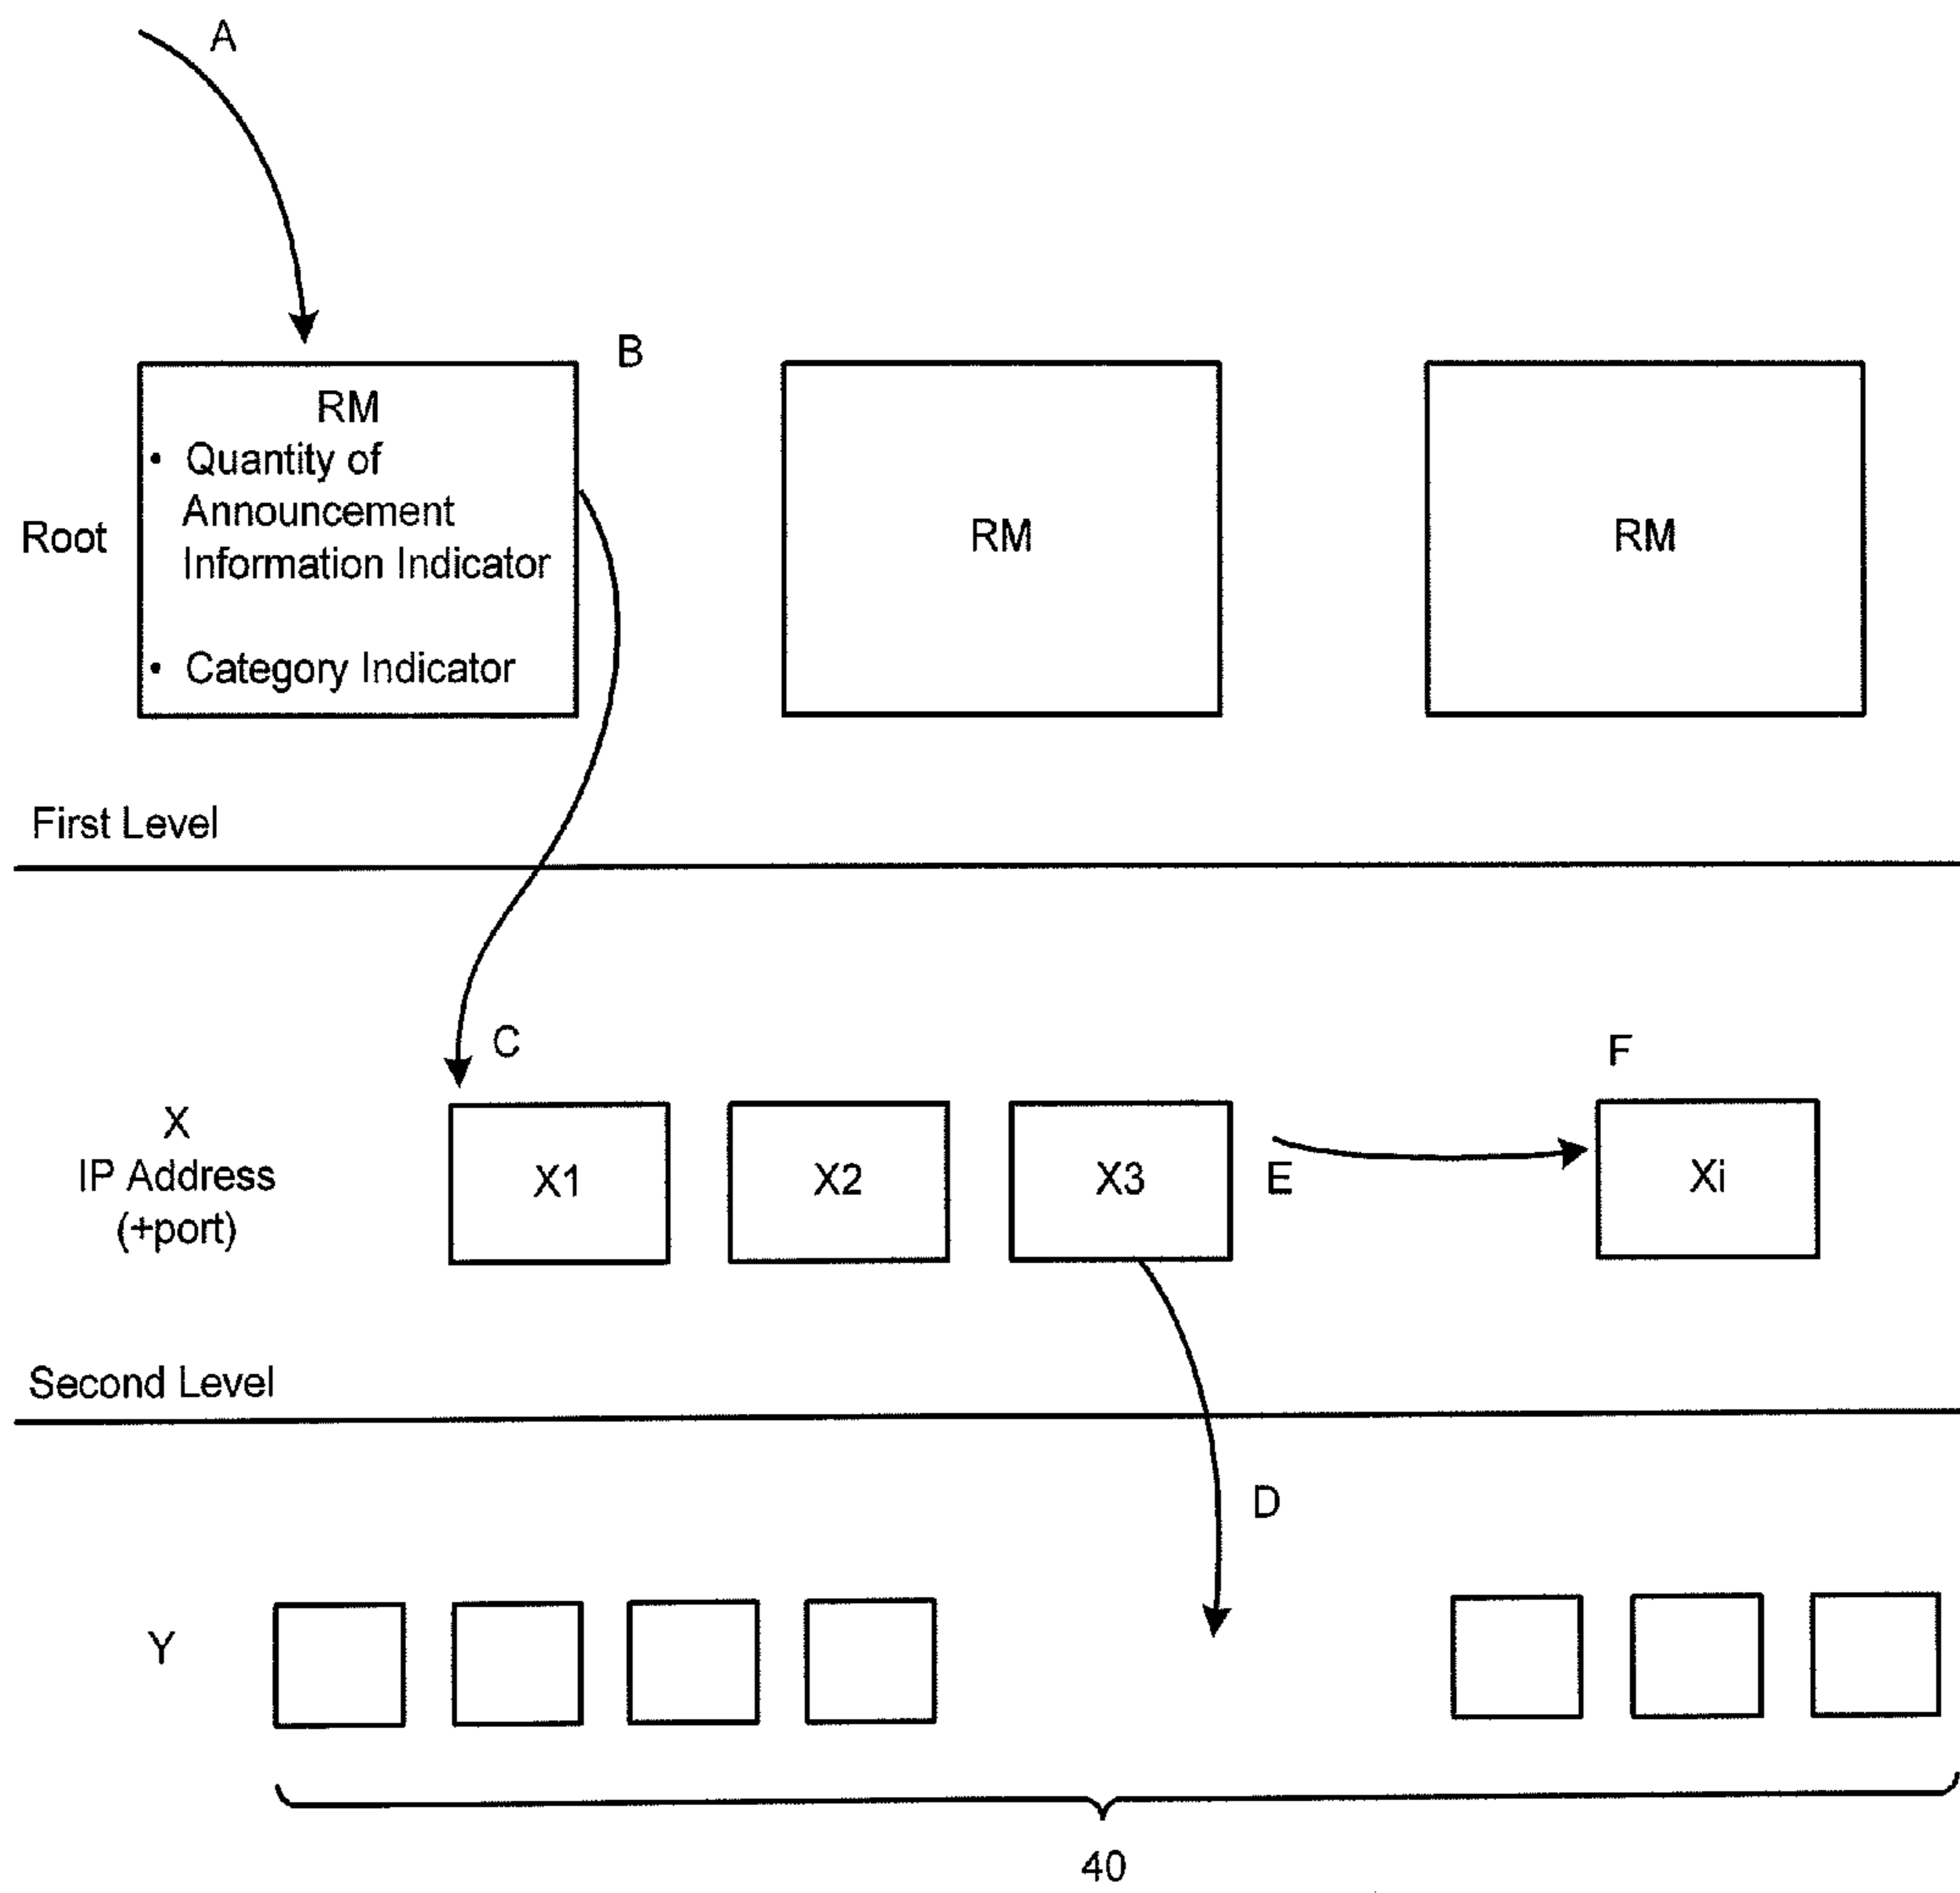 A
B
RM
• Quantity of
Announcement
Information Indicator
• Category Indicator
Root
RM
RM
First Level
C
F
X
IP Address
(+port)
X1
X2
X3
E
Xi
Second Level
D
Y
40